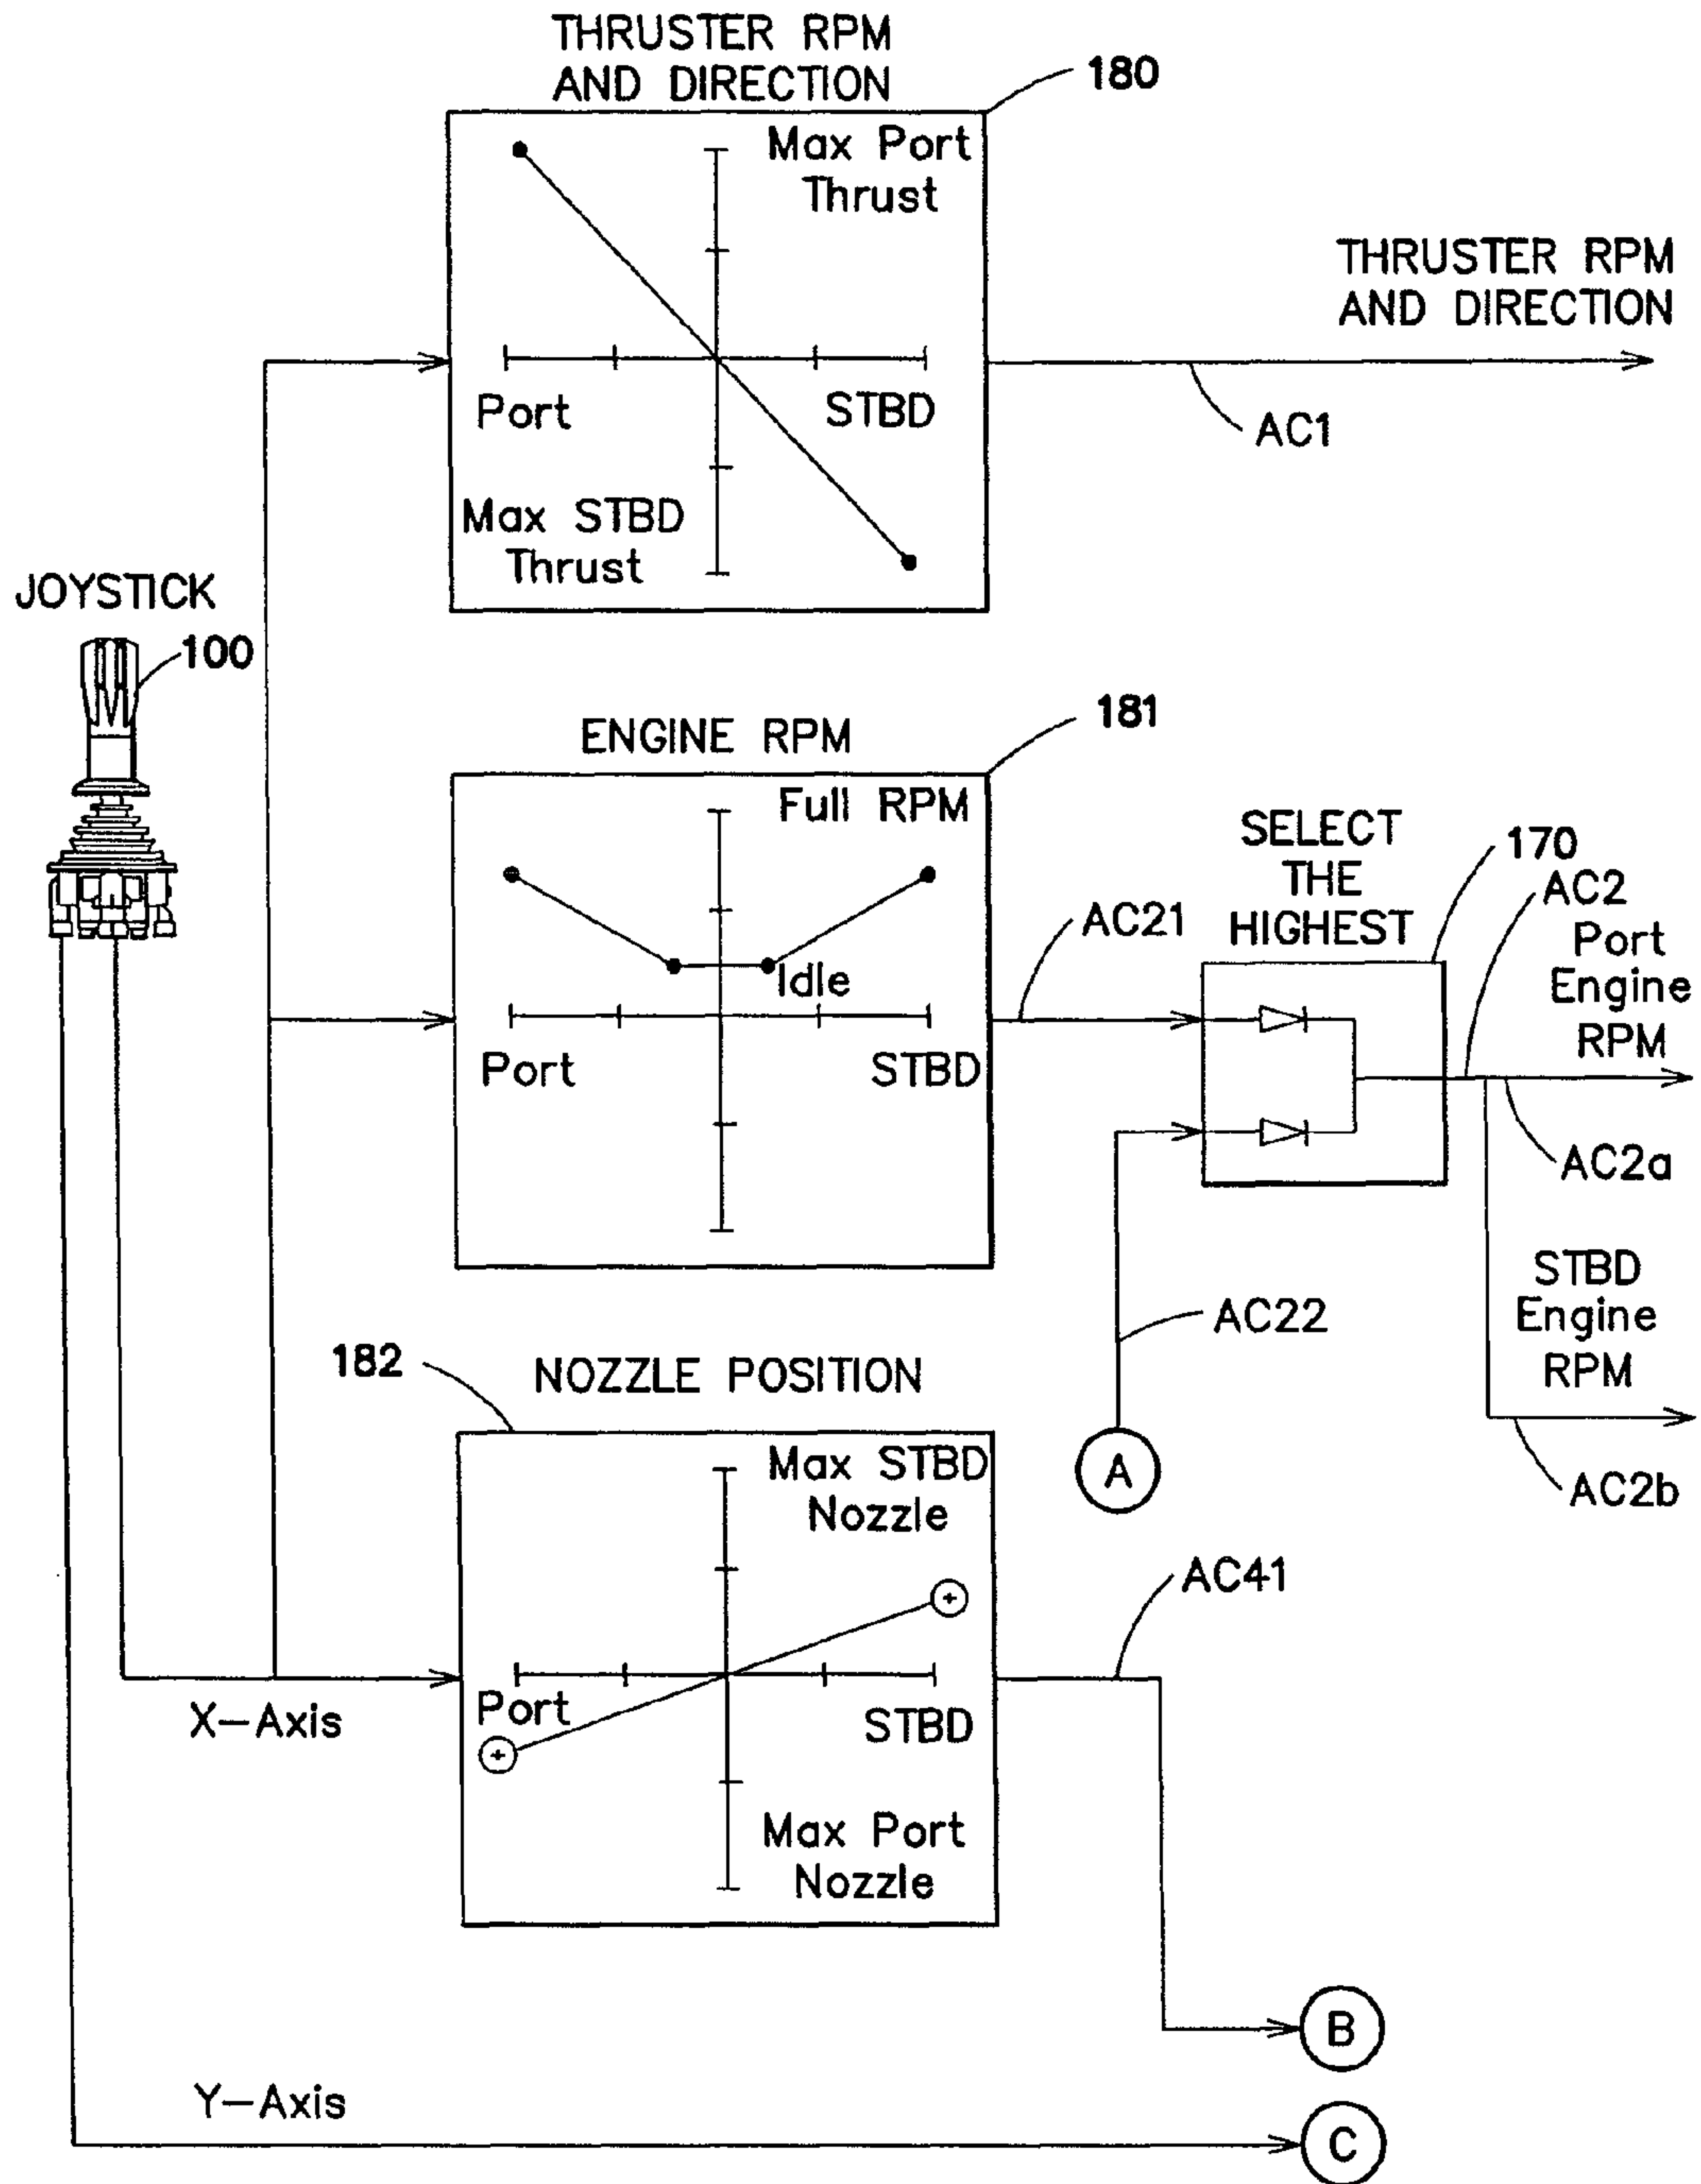 THRUSTER RPM
AND DIRECTION
180
Max Port
Thrust
Port
STBD
Max STBD
Thrust
THRUSTER RPM
AND DIRECTION
AC1
JOYSTICK
100
ENGINE RPM
181
Full RPM
Idle
Port
STBD
AC21
SELECT
THE
HIGHEST
170
AC2
Port
Engine
RPM
AC2a
STBD
Engine
RPM
AC2b
AC22
A
182
NOZZLE POSITION
Max STBD
Nozzle
Port
STBD
Max Port
Nozzle
AC41
X-Axis
B
Y-Axis
C